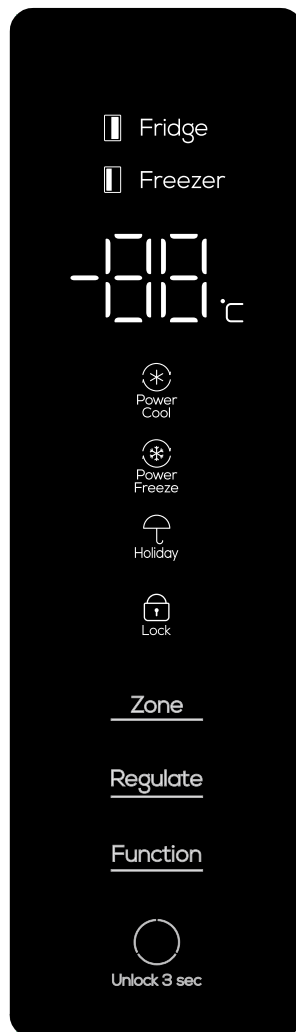 Fridge
Freezer
-88 °C
Power
Cool
Power
Freeze
Holiday
Lock
Zone
Regulate
Function
Unlock 3 sec